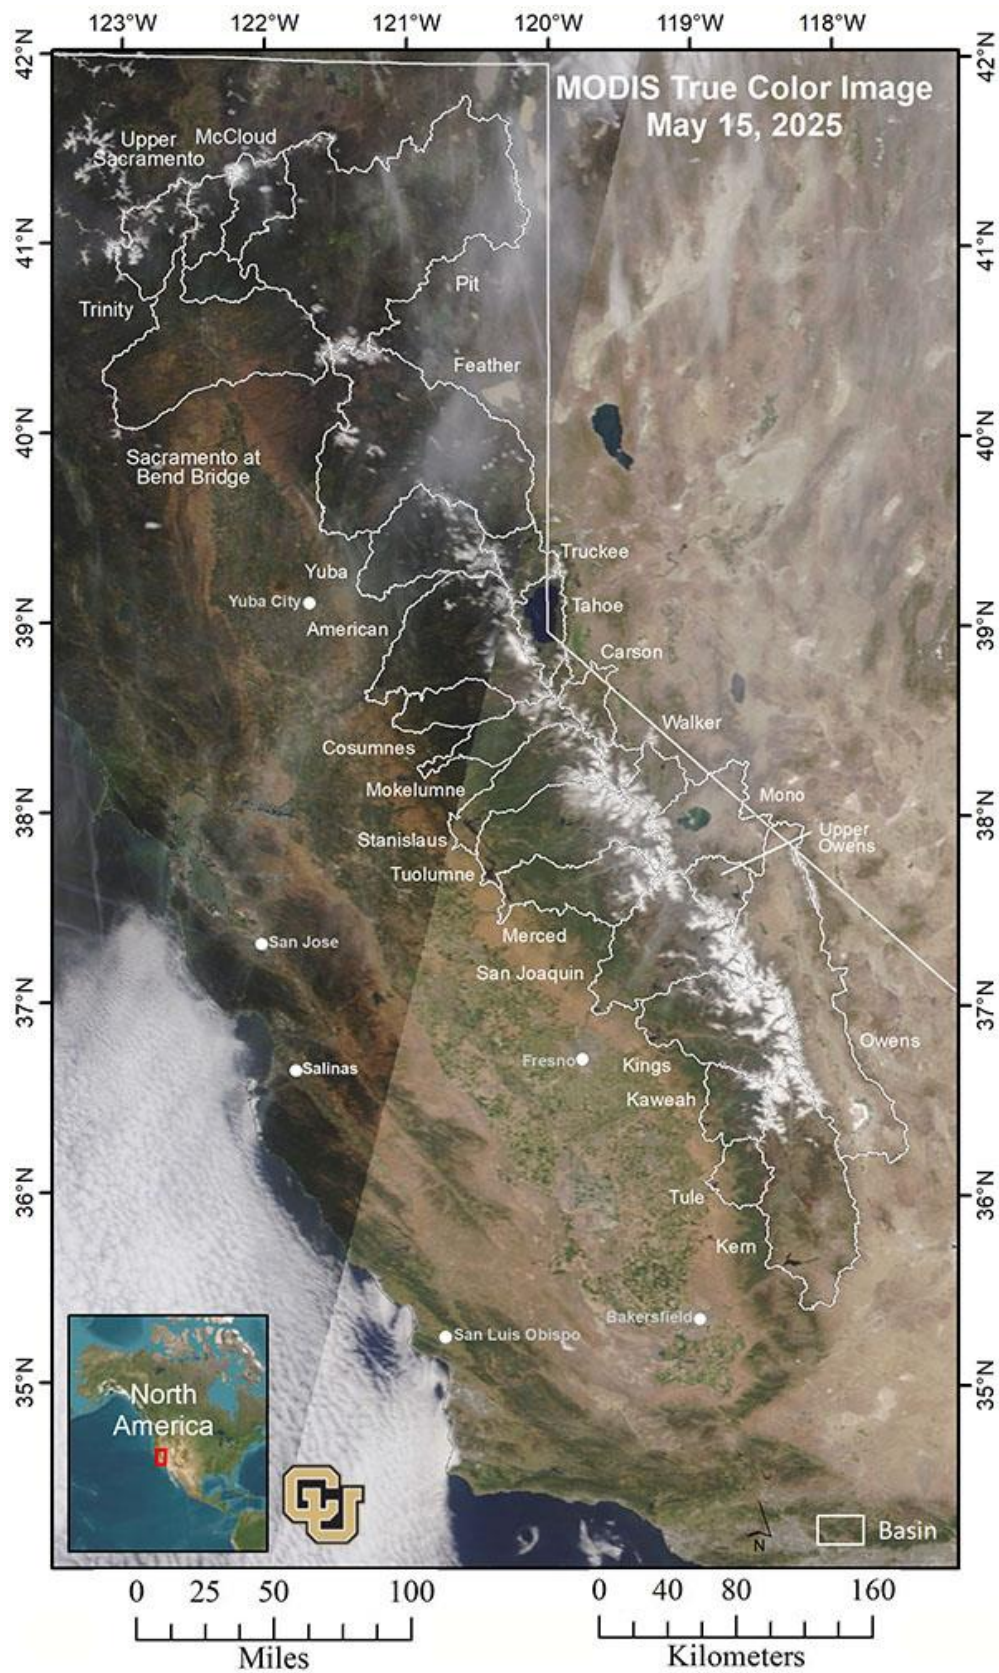 123°W 122°W 121°W 120°W 119°W 118°W
42°N
42°N
MODIS True Color Image
May 15, 2025
Upper
Sacramento
McCloud
41°N
41°N
Pit
Trinity
Feather
40°N
40°N
Sacramento at
Bend Bridge
Truckee
Yuba
Yuba City
Tahoe
39°N
39°N
American
Carson
Walker
Cosumnes
Mokelumne
Mono
38°N
38°N
Upper
Owens
Stanislaus
Tuolumne
Merced
San Jose
San Joaquin
37°N
37°N
Owens
Fresno
Kings
Salinas
Kaweah
36°N
36°N
Tule
Kern
Bakersfield
San Luis Obispo
35°N
35°N
North
America
CU
N
Basin
0 25 50 100
Miles
0 40 80 160
Kilometers